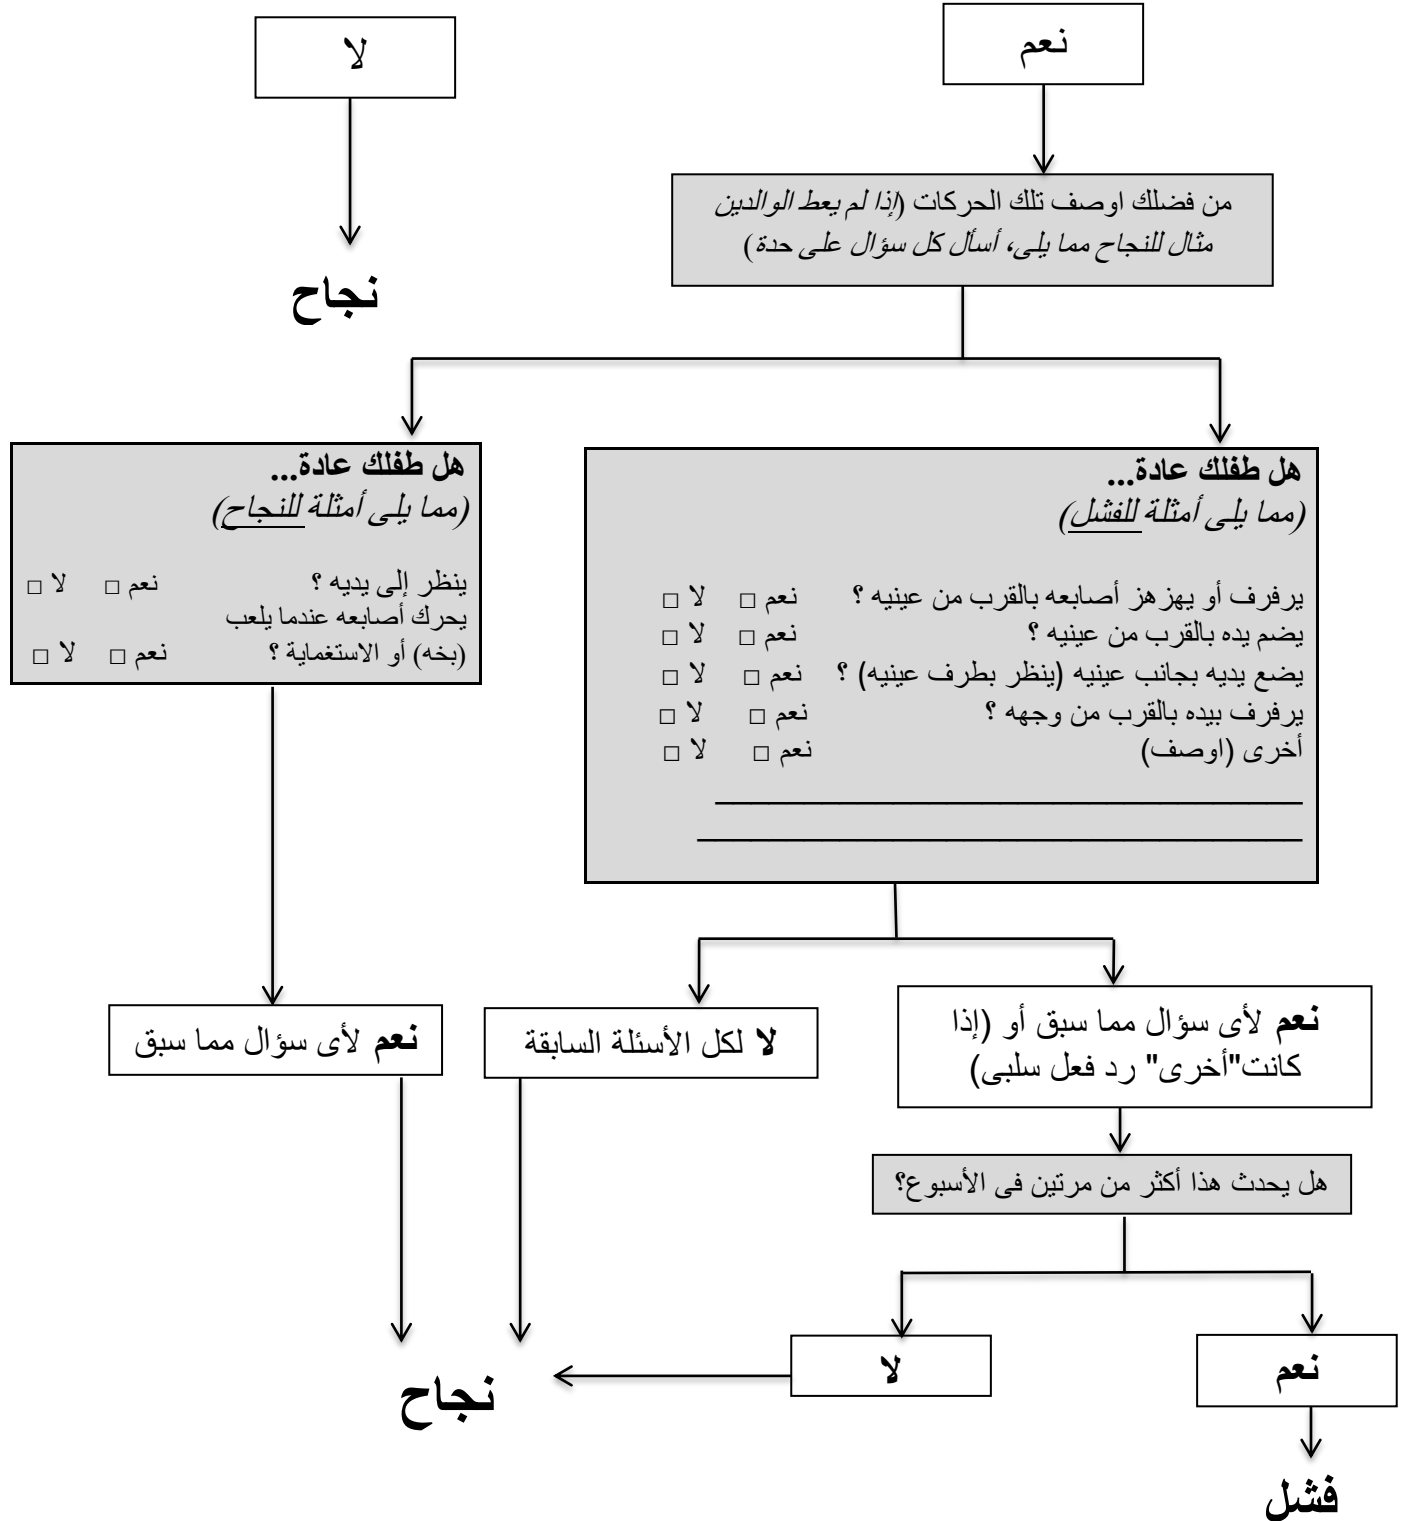 نعم
لا
من فضلك اوصف تلك الحركات (إذا لم يعط الوالدين
مثال للنجاح مما يلى، أسأل كل سؤال على حدة)
نجاح
هل طفلك عادة...
(مما يلى أمثلة للفشل)
يرفرف أو يهزهز أصابعه بالقرب من عينيه ؟ نعم □ لا □
يضم يده بالقرب من عينيه ؟ نعم □ لا □
يضع يديه بجانب عينيه (ينظر بطرف عينيه) ؟ نعم □ لا □
يرفرف بيده بالقرب من وجهه ؟ نعم □ لا □
أخرى (اوصف) نعم □ لا □
هل طفلك عادة...
(مما يلى أمثلة للنجاح)
ينظر إلى يديه ؟ نعم □ لا □
يحرك أصابعه عندما يلعب
(بخه) أو الاستغماية ؟ نعم □ لا □
نعم لأى سؤال مما سبق أو (إذا
كانت"أخرى" رد فعل سلبى)
لا لكل الأسئلة السابقة
نعم لأى سؤال مما سبق
هل يحدث هذا أكثر من مرتين فى الأسبوع؟
نعم
لا
نجاح
فشل